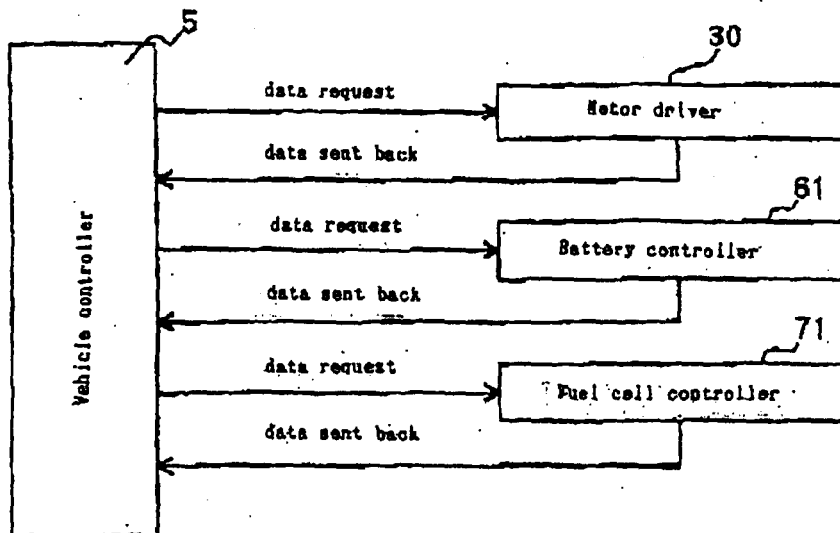 5
30
data request
Motor driver
data sent back
61
data request
Battery controller
data sent back
71
data request
Fuel cell controller
data sent back
Vehicle controller